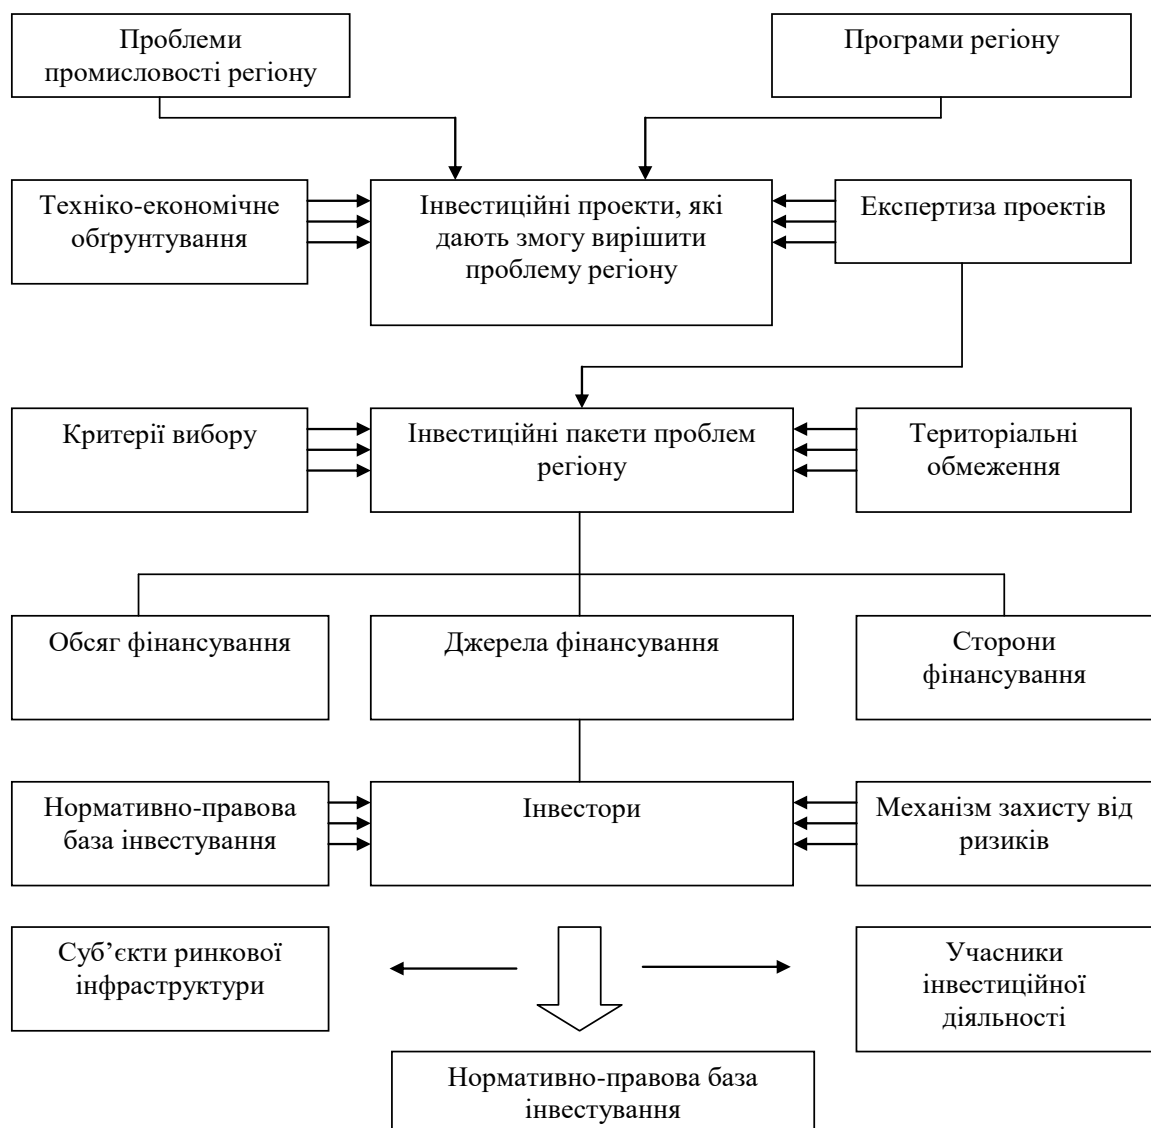 Проблеми
промисловості регіону
Програми регіону
Техніко-економічне
обґрунтування
Інвестиційні проекти, які
дають змогу вирішити
проблему регіону
Експертиза проектів
Критерії вибору
Інвестиційні пакети проблем
регіону
Територіальні
обмеження
Обсяг фінансування
Джерела фінансування
Сторони
фінансування
Нормативно-правова
база інвестування
Інвестори
Механізм захисту від
ризиків
Суб’єкти ринкової
інфраструктури
Учасники
інвестиційної
діяльності
Нормативно-правова база
інвестування